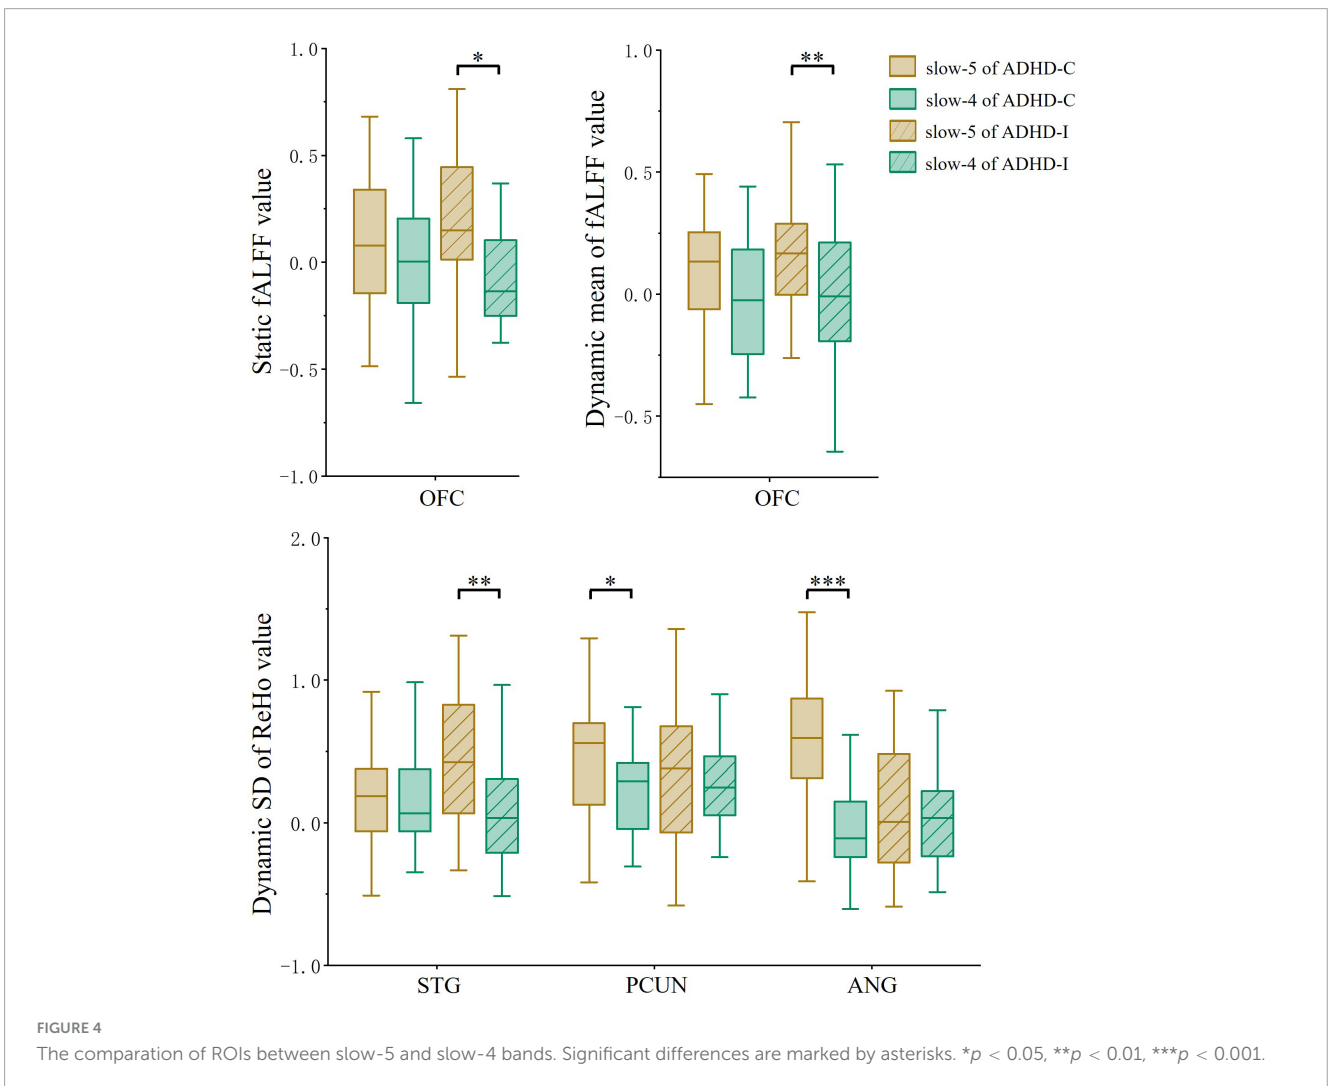 1.0
0.5
0.0
−0.5
−1.0
Static fALFF value
*
OFC
1.0
0.5
0.0
−0.5
Dynamic mean of fALFF value
**
OFC
slow-5 of ADHD-C
slow-4 of ADHD-C
slow-5 of ADHD-I
slow-4 of ADHD-I
2.0
1.0
0.0
−1.0
Dynamic SD of ReHo value
**
*
***
STG
PCUN
ANG
FIGURE 4
The comparation of ROIs between slow-5 and slow-4 bands. Significant differences are marked by asterisks. *p < 0.05, **p < 0.01, ***p < 0.001.